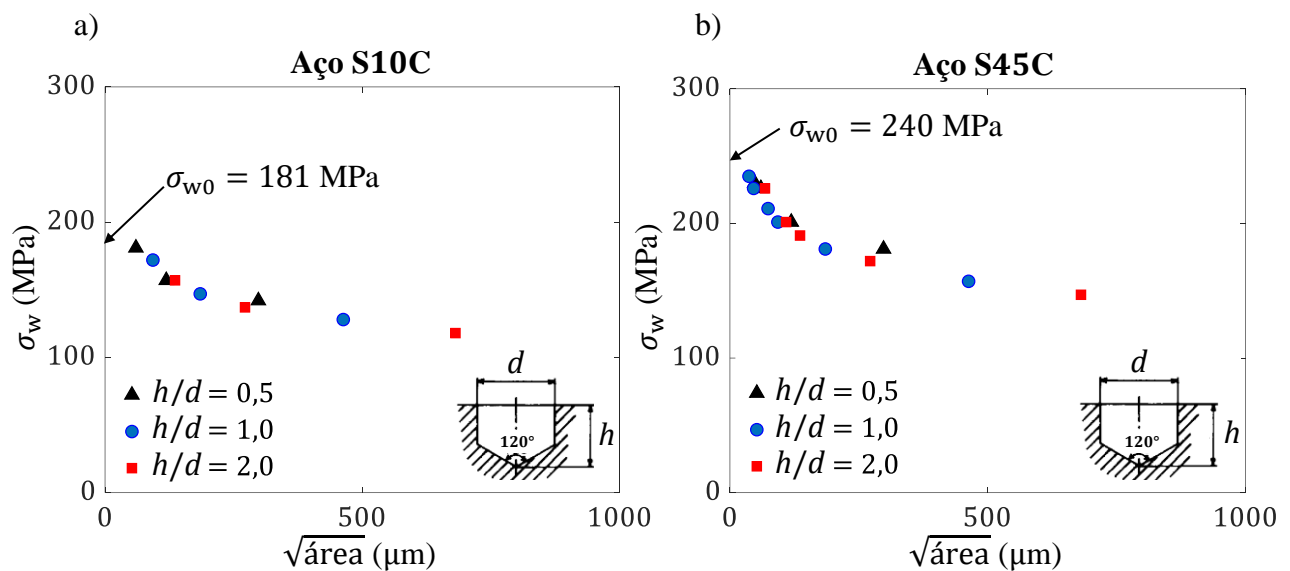 a)
Aço S10C
300
200
100
0
0
500
1000
σw (MPa)
√área (μm)
σw0 = 181 MPa
h/d = 0,5
h/d = 1,0
h/d = 2,0
d
h
120°
b)
Aço S45C
300
200
100
0
0
500
1000
σw (MPa)
√área (μm)
σw0 = 240 MPa
h/d = 0,5
h/d = 1,0
h/d = 2,0
d
h
120°